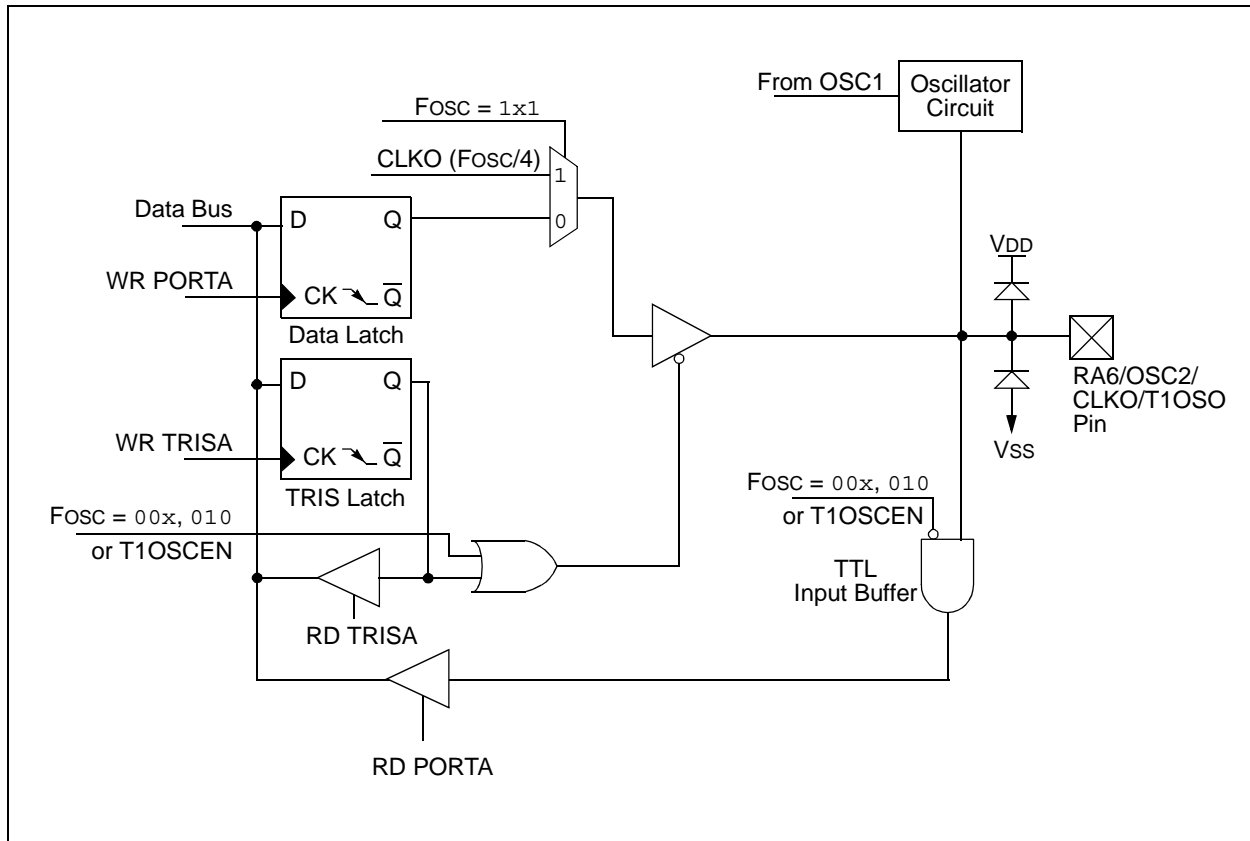 From OSC1
Oscillator
Circuit
FOSC = 1x1
CLKO (FOSC/4)
1
0
Data Bus
D
Q
WR PORTA
CK
Q̅
Data Latch
VDD
D
Q
WR TRISA
CK
Q̅
TRIS Latch
RA6/OSC2/
CLKO/T1OSO
Pin
VSS
FOSC = 00x, 010
or T1OSCEN
FOSC = 00x, 010
or T1OSCEN
TTL
Input Buffer
RD TRISA
RD PORTA